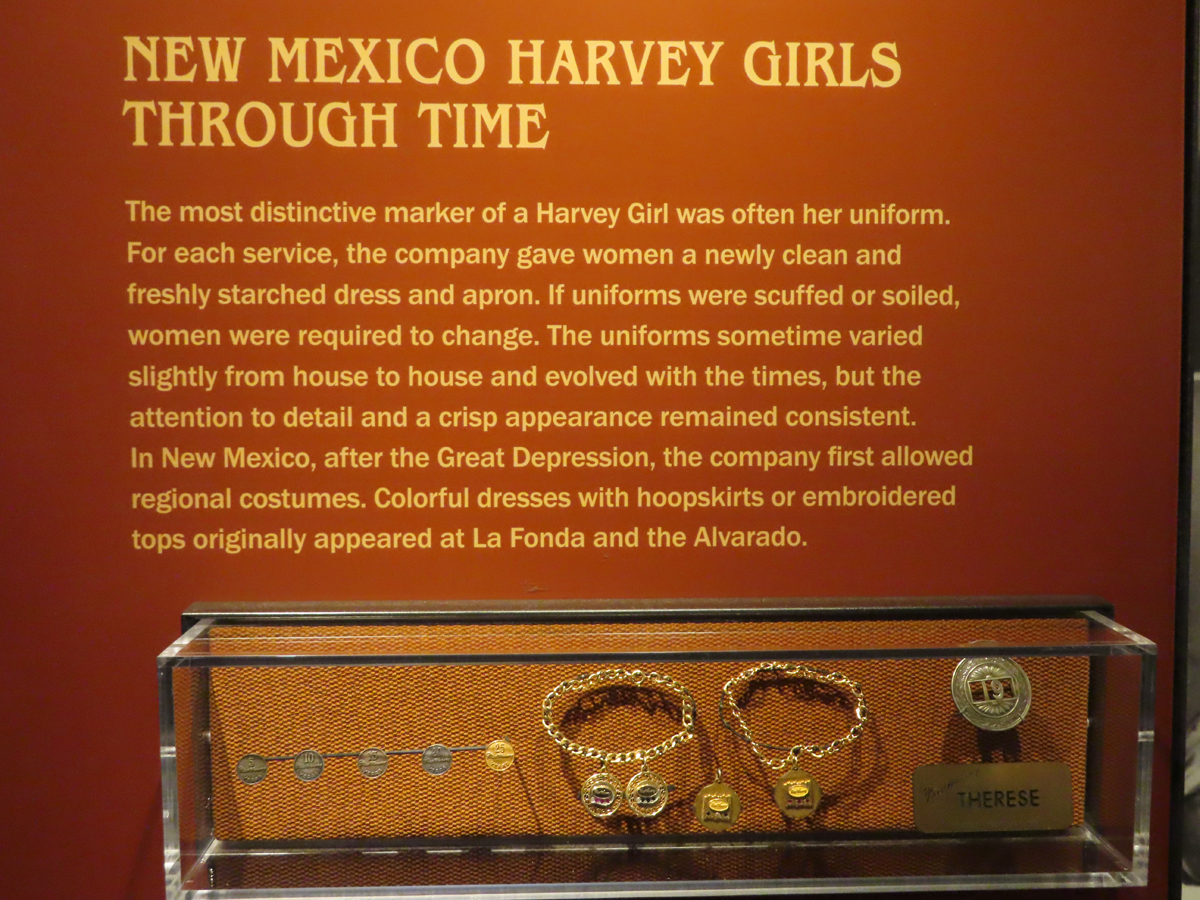 NEW MEXICO HARVEY GIRLS
THROUGH TIME
The most distinctive marker of a Harvey Girl was often her uniform.
For each service, the company gave women a newly clean and
freshly starched dress and apron. If uniforms were scuffed or soiled,
women were required to change. The uniforms sometime varied
slightly from house to house and evolved with the times, but the
attention to detail and a crisp appearance remained consistent.
In New Mexico, after the Great Depression, the company first allowed
regional costumes. Colorful dresses with hoopskirts or embroidered
tops originally appeared at La Fonda and the Alvarado.
5
10
25
19
THERESE